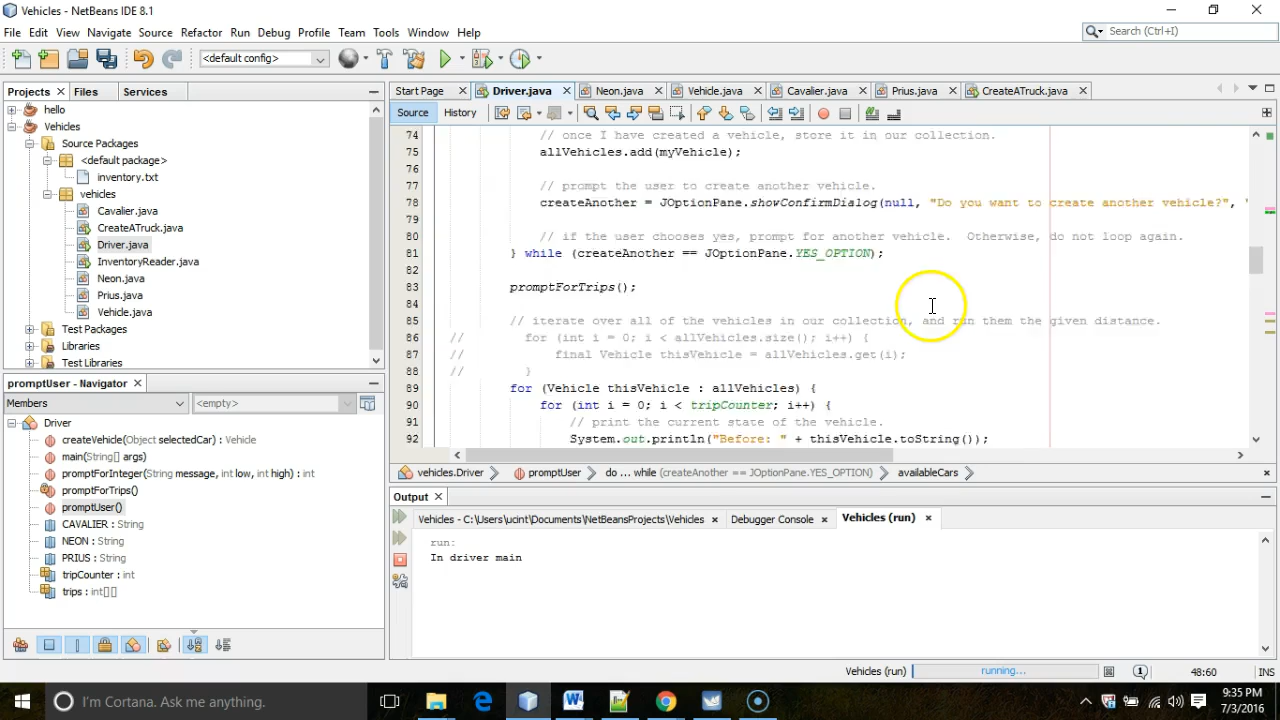 Vehicles - NetBeans IDE 8.1
File Edit View Navigate Source Refactor Run Debug Profile Team Tools Window Help
Search (Ctrl+I)
<default config>
Projects Files Services
hello
Vehicles
Source Packages
<default package>
inventory.txt
vehicles
Cavalier.java
CreateATruck.java
Driver.java
InventoryReader.java
Neon.java
Prius.java
Vehicle.java
Test Packages
Libraries
Test Libraries
promptUser - Navigator
Members <empty>
Driver
createVehicle(Object selectedCar) : Vehicle
main(String[] args)
promptForInteger(String message, int low, int high) : int
promptForTrips()
promptUser()
CAVALIER : String
NEON : String
PRIUS : String
tripCounter : int
trips : int[][]
Start Page Driver.java Neon.java Vehicle.java Cavalier.java Prius.java CreateATruck.java
Source History
74 // once I have created a vehicle, store it in our collection.
75 allVehicles.add(myVehicle);
76
77 // prompt the user to create another vehicle.
78 createAnother = JOptionPane.showConfirmDialog(null, "Do you want to create another vehicle?", "
79
80 // if the user chooses yes, prompt for another vehicle.  Otherwise, do not loop again.
81 } while (createAnother == JOptionPane.YES_OPTION);
82
83 promptForTrips();
84
85 // iterate over all of the vehicles in our collection, and run them the given distance.
86 // for (int i = 0; i < allVehicles.size(); i++) {
87 // final Vehicle thisVehicle = allVehicles.get(i);
88 // }
89 for (Vehicle thisVehicle : allVehicles) {
90 for (int i = 0; i < tripCounter; i++) {
91 // print the current state of the vehicle.
92 System.out.println("Before: " + thisVehicle.toString());
vehicles.Driver promptUser do ... while (createAnother == JOptionPane.YES_OPTION) availableCars
Output
Vehicles - C:\Users\ucint\Documents\NetBeansProjects\Vehicles Debugger Console Vehicles (run)
run:
In driver main
Vehicles (run) running... 1 48:60 INS
I'm Cortana. Ask me anything.
9:35 PM
7/3/2016